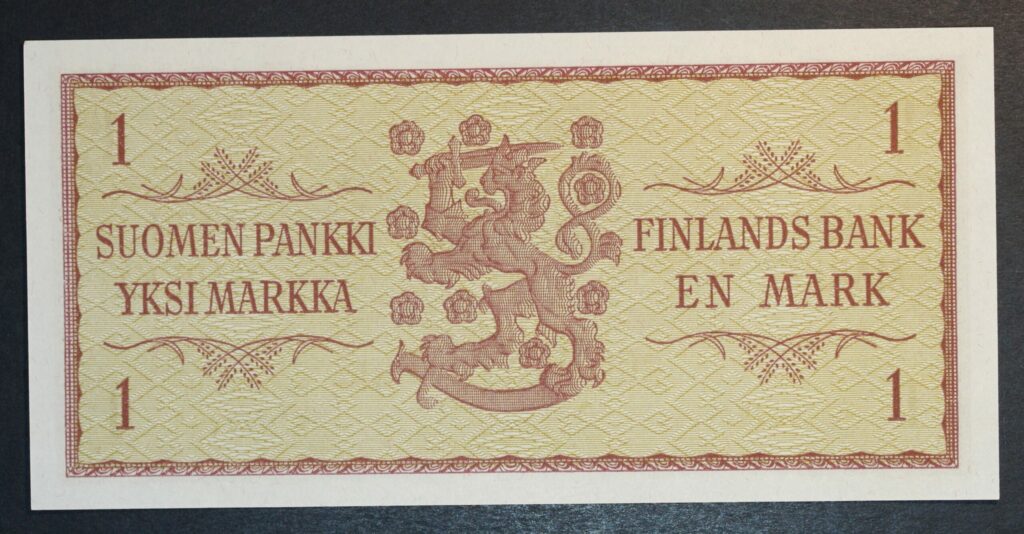 1
1
SUOMEN PANKKI
YKSI MARKKA
FINLANDS BANK
EN MARK
1
1